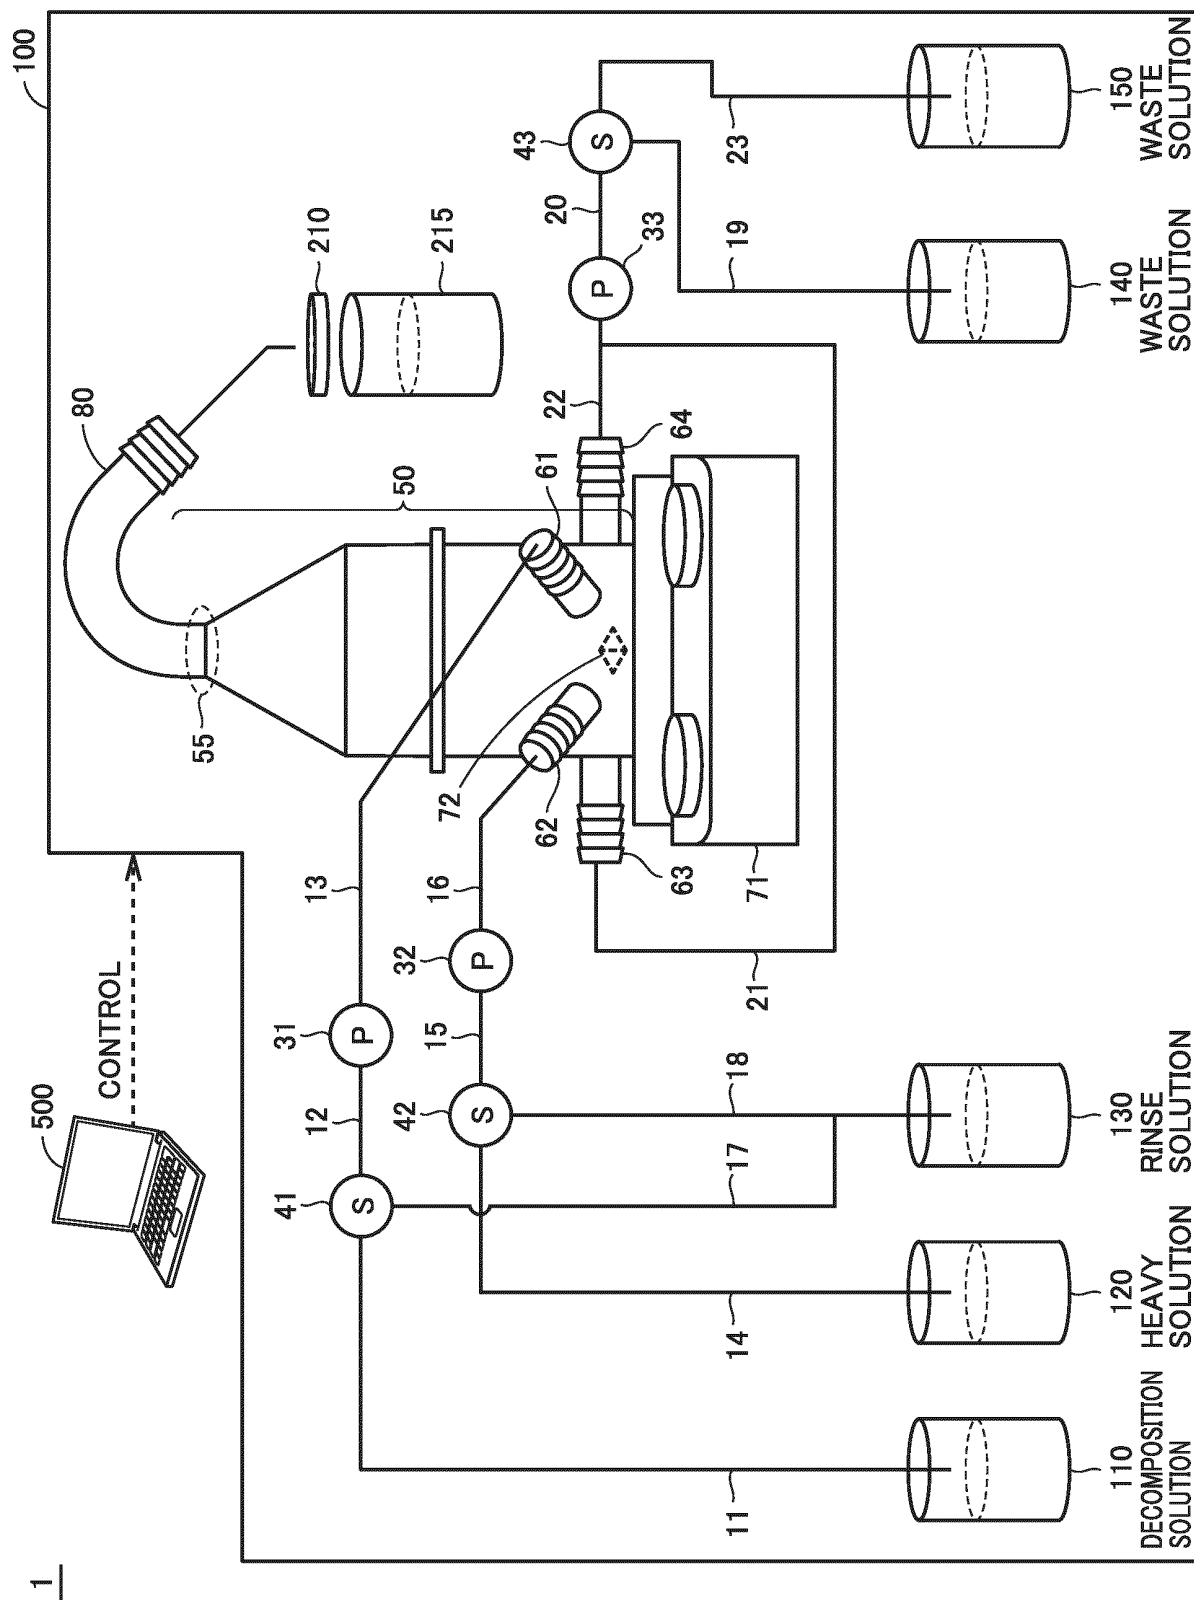 1
100
500
80
CONTROL
55
41
31
12
13
210
S
P
50
42
32
15
16
72
215
S
P
43
62
61
22
20
P
S
33
63
64
11
14
17
18
19
23
21
71
110
DECOMPOSITION
SOLUTION
120
HEAVY
SOLUTION
130
RINSE
SOLUTION
140
WASTE
SOLUTION
150
WASTE
SOLUTION